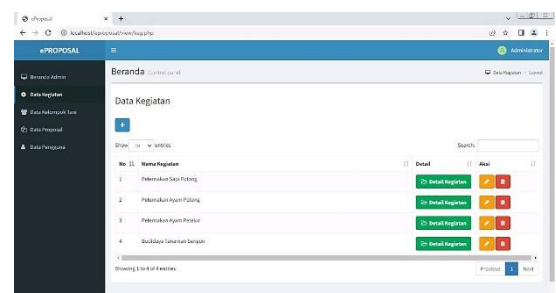 eProposal
localhost/eproposal/view/keg.php
ePROPOSAL
Administrator
Beranda Admin
Beranda Control panel
Data Kegiatan
Data Kegiatan
Data Kelompok Tani
Data Kegiatan
Data Proposal
+
Data Pengguna
Show entries
Search:
No Nama Kegiatan Detail Aksi
1 Peternakan Sapi Potong Detail Kegiatan
2 Peternakan Ayam Potong Detail Kegiatan
3 Peternakan Ayam Petelur Detail Kegiatan
4 Budidaya Tanaman Sengon Detail Kegiatan
Showing 1 to 4 of 4 entries
Previous 1 Next